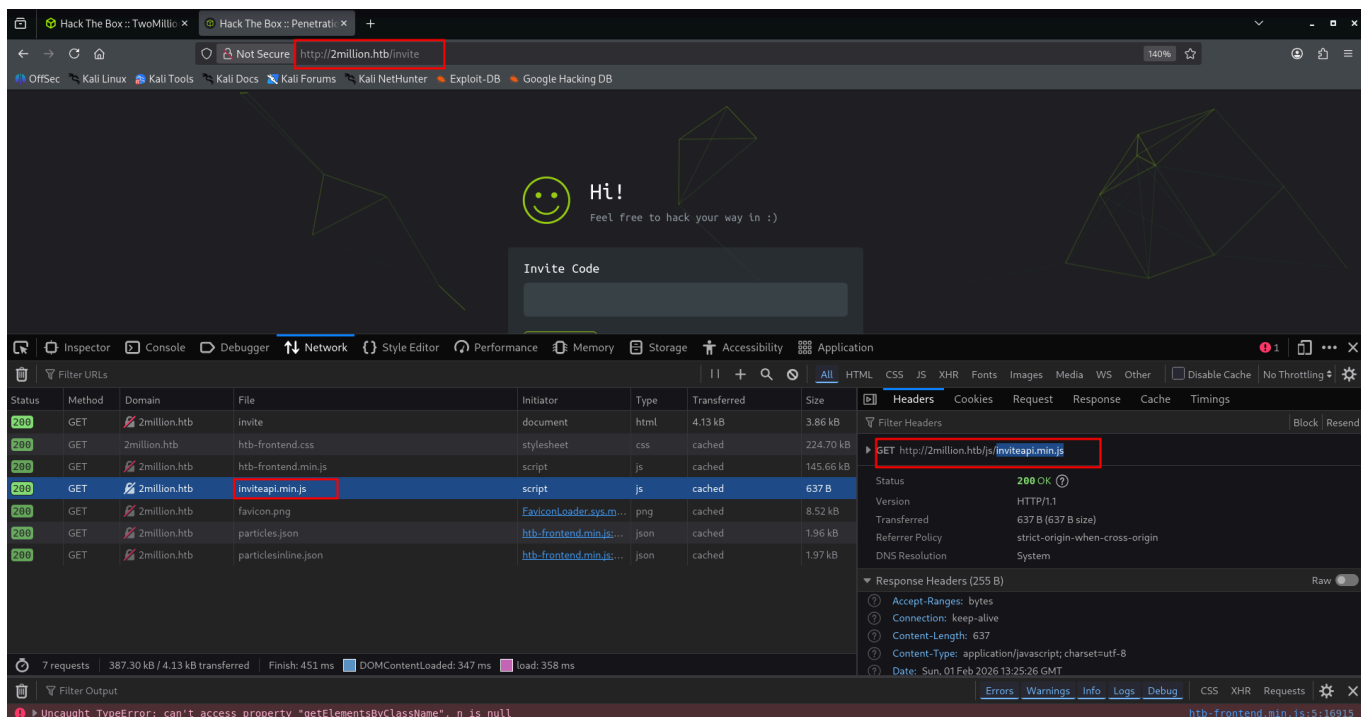 Hack The Box :: TwoMillio × Hack The Box :: Penetratic × +
Not Secure http://2million.htb/invite 140%
OffSec Kali Linux Kali Tools Kali Docs Kali Forums Kali NetHunter Exploit-DB Google Hacking DB
Hi!
Feel free to hack your way in :)
Invite Code
Inspector Console Debugger Network {} Style Editor Performance Memory Storage Accessibility Application 1
Filter URLs All HTML CSS JS XHR Fonts Images Media WS Other Disable Cache No Throttling
Status Method Domain File Initiator Type Transferred Size Headers Cookies Request Response Cache Timings
200 GET 2million.htb invite document html 4.13 kB 3.86 kB
200 GET 2million.htb htb-frontend.css stylesheet css cached 224.70 kB
200 GET 2million.htb htb-frontend.min.js script js cached 145.66 kB
200 GET 2million.htb inviteapi.min.js script js cached 637 B
200 GET 2million.htb favicon.png FaviconLoader.sys.m... png cached 8.52 kB
200 GET 2million.htb particles.json htb-frontend.min.js:... json cached 1.96 kB
200 GET 2million.htb particlesinline.json htb-frontend.min.js:... json cached 1.97 kB
Filter Headers Block Resend
GET http://2million.htb/js/inviteapi.min.js
Status 200 OK
Version HTTP/1.1
Transferred 637 B (637 B size)
Referrer Policy strict-origin-when-cross-origin
DNS Resolution System
Response Headers (255 B) Raw
Accept-Ranges: bytes
Connection: keep-alive
Content-Length: 637
Content-Type: application/javascript; charset=utf-8
Date: Sun, 01 Feb 2026 13:25:26 GMT
7 requests 387.30 kB / 4.13 kB transferred Finish: 451 ms DOMContentLoaded: 347 ms load: 358 ms
Filter Output Errors Warnings Info Logs Debug CSS XHR Requests
Uncaught TypeError: can't access property "getElementsByClassName", n is null htb-frontend.min.js:5:16915